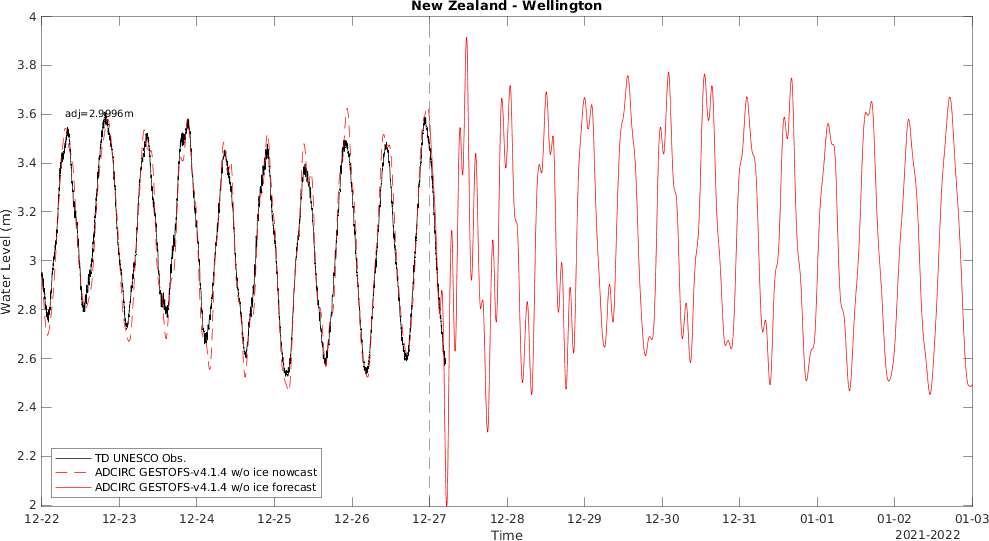 New Zealand - Wellington
4
3.8
3.6
3.4
3.2
3
2.8
2.6
2.4
2.2
2
Water Level (m)
adj=2.9996m
TD UNESCO Obs.
ADCIRC GESTOFS-v4.1.4 w/o ice nowcast
ADCIRC GESTOFS-v4.1.4 w/o ice forecast
12-22 12-23 12-24 12-25 12-26 12-27 12-28 12-29 12-30 12-31 01-01 01-02 01-03
Time
2021-2022